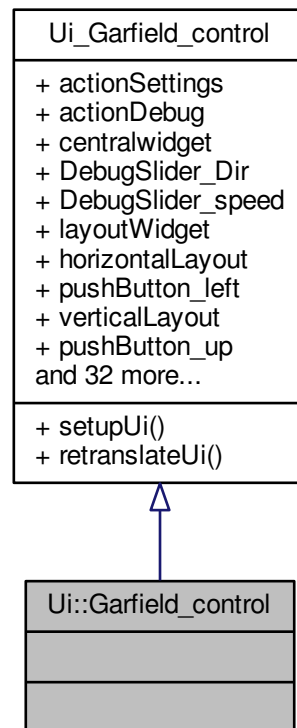 Ui_Garfield_control
+ actionSettings
+ actionDebug
+ centralwidget
+ DebugSlider_Dir
+ DebugSlider_speed
+ layoutWidget
+ horizontalLayout
+ pushButton_left
+ verticalLayout
+ pushButton_up
and 32 more...
+ setupUi()
+ retranslateUi()
Ui::Garfield_control